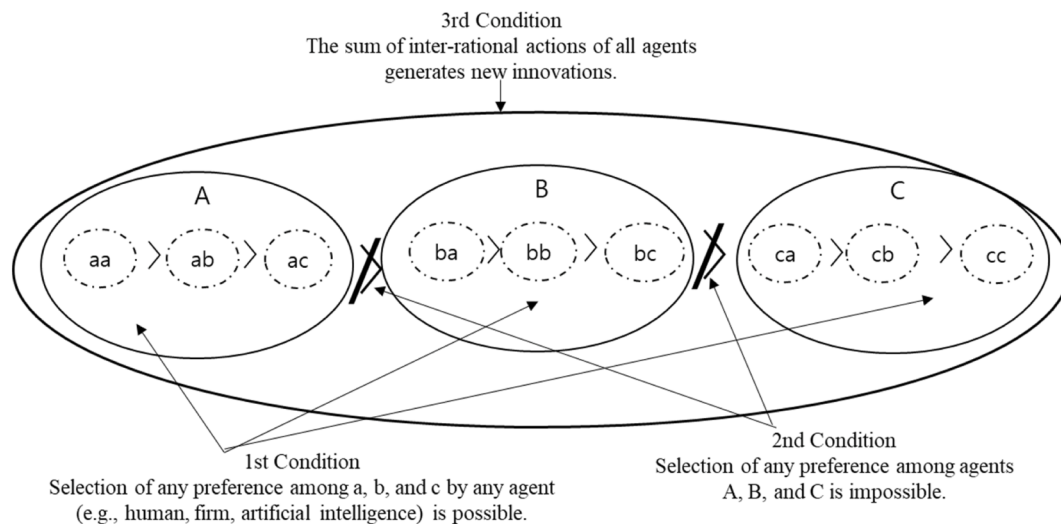 3rd Condition
The sum of inter-rational actions of all agents
generates new innovations.
A
B
C
aa > ab > ac
ba > bb > bc
ca > cb > cc
1st Condition
Selection of any preference among a, b, and c by any agent
(e.g., human, firm, artificial intelligence) is possible.
2nd Condition
Selection of any preference among agents
A, B, and C is impossible.